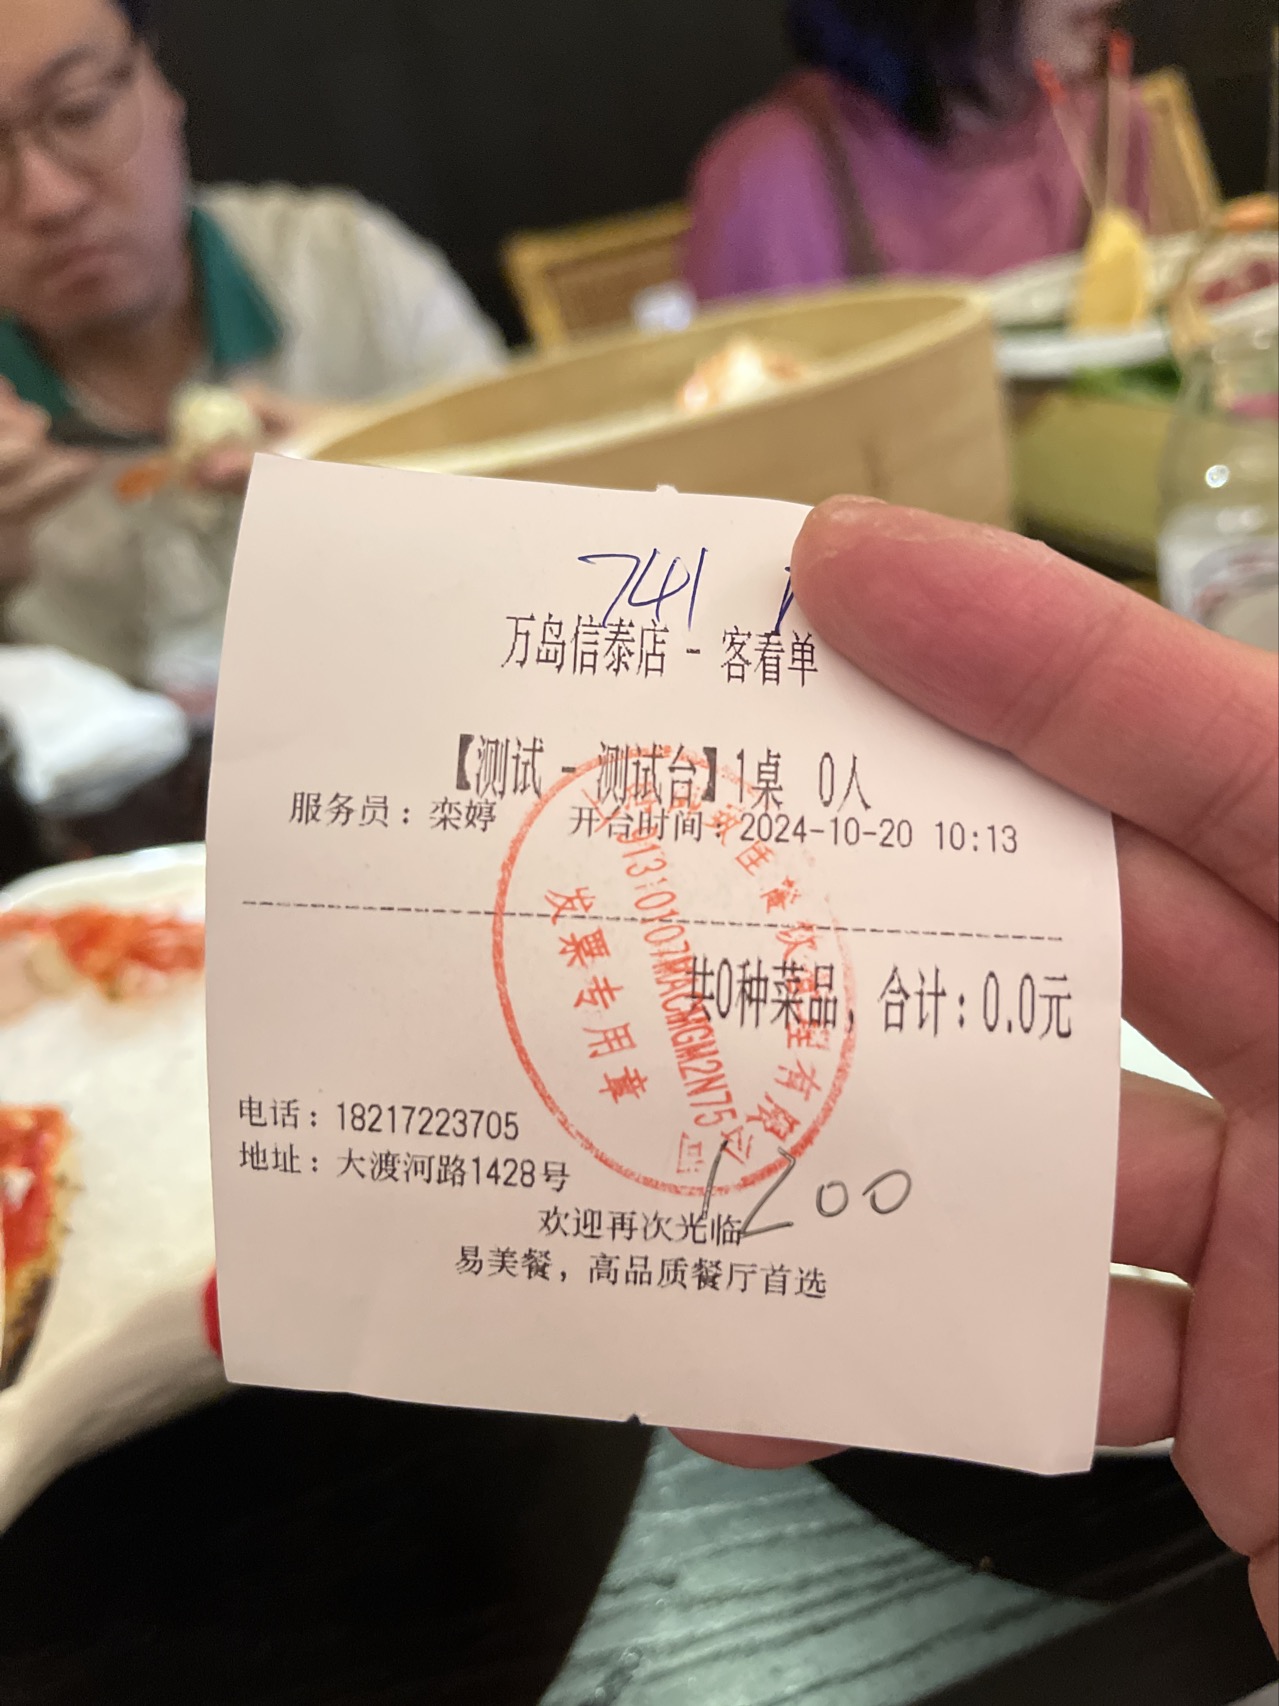 741
万岛信泰店 - 客看单
【测试 - 测试台】1桌 0人
服务员：栾婷 开台时间：2024-10-20 10:13
共0种菜品，合计：0.0元
发票专用章
电话：18217223705
地址：大渡河路1428号
1200
欢迎再次光临
易美餐，高品质餐厅首选